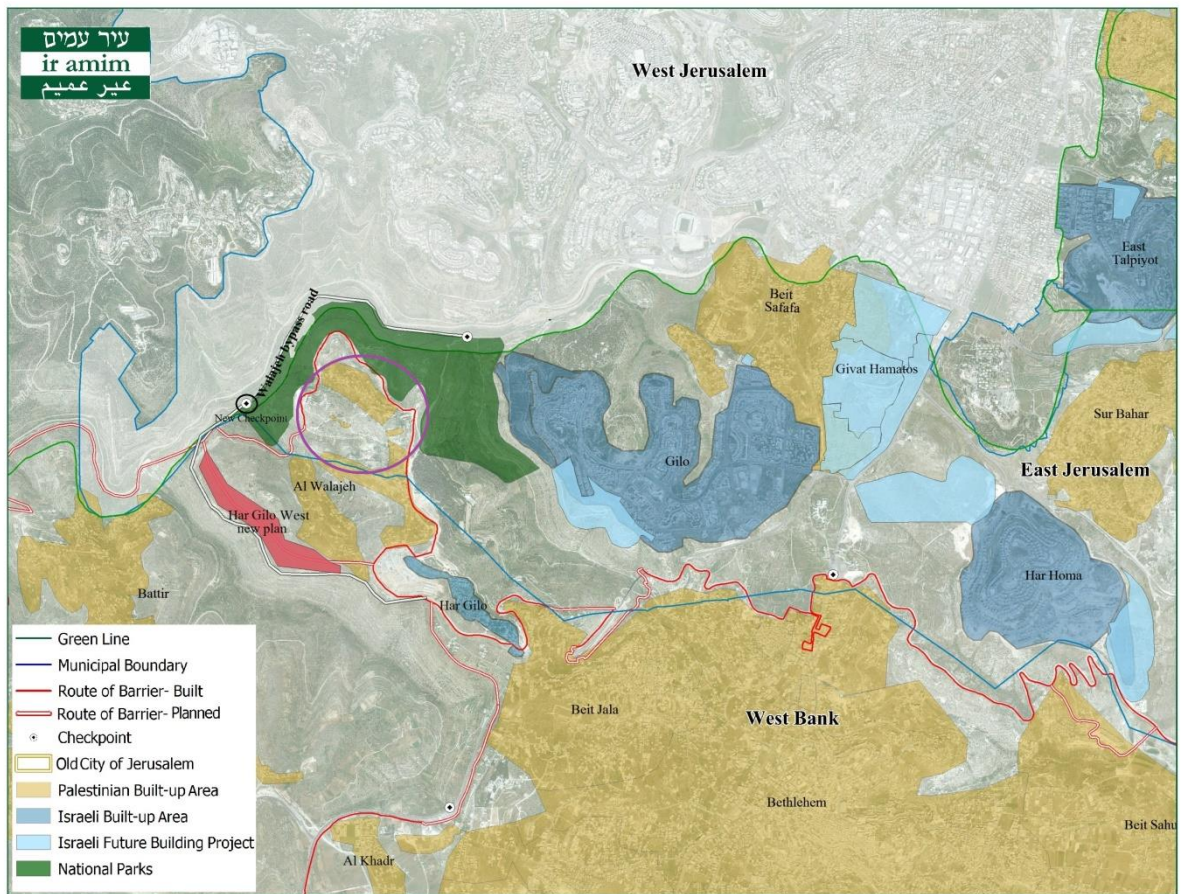 עיר עמים
ir amim
عير عميم
West Jerusalem
East
Talpiyot
Beit
Safafa
Walajeh bypass road
Givat Hamatos
New Checkpoint
Sur Bahar
Gilo
East Jerusalem
Al Walajeh
Har Gilo West
new plan
Har Homa
Battir
Har Gilo
Beit Jala
West Bank
Bethlehem
Beit Sahu
Al Khadr
Green Line
Municipal Boundary
Route of Barrier- Built
Route of Barrier- Planned
Checkpoint
Old City of Jerusalem
Palestinian Built-up Area
Israeli Built-up Area
Israeli Future Building Project
National Parks